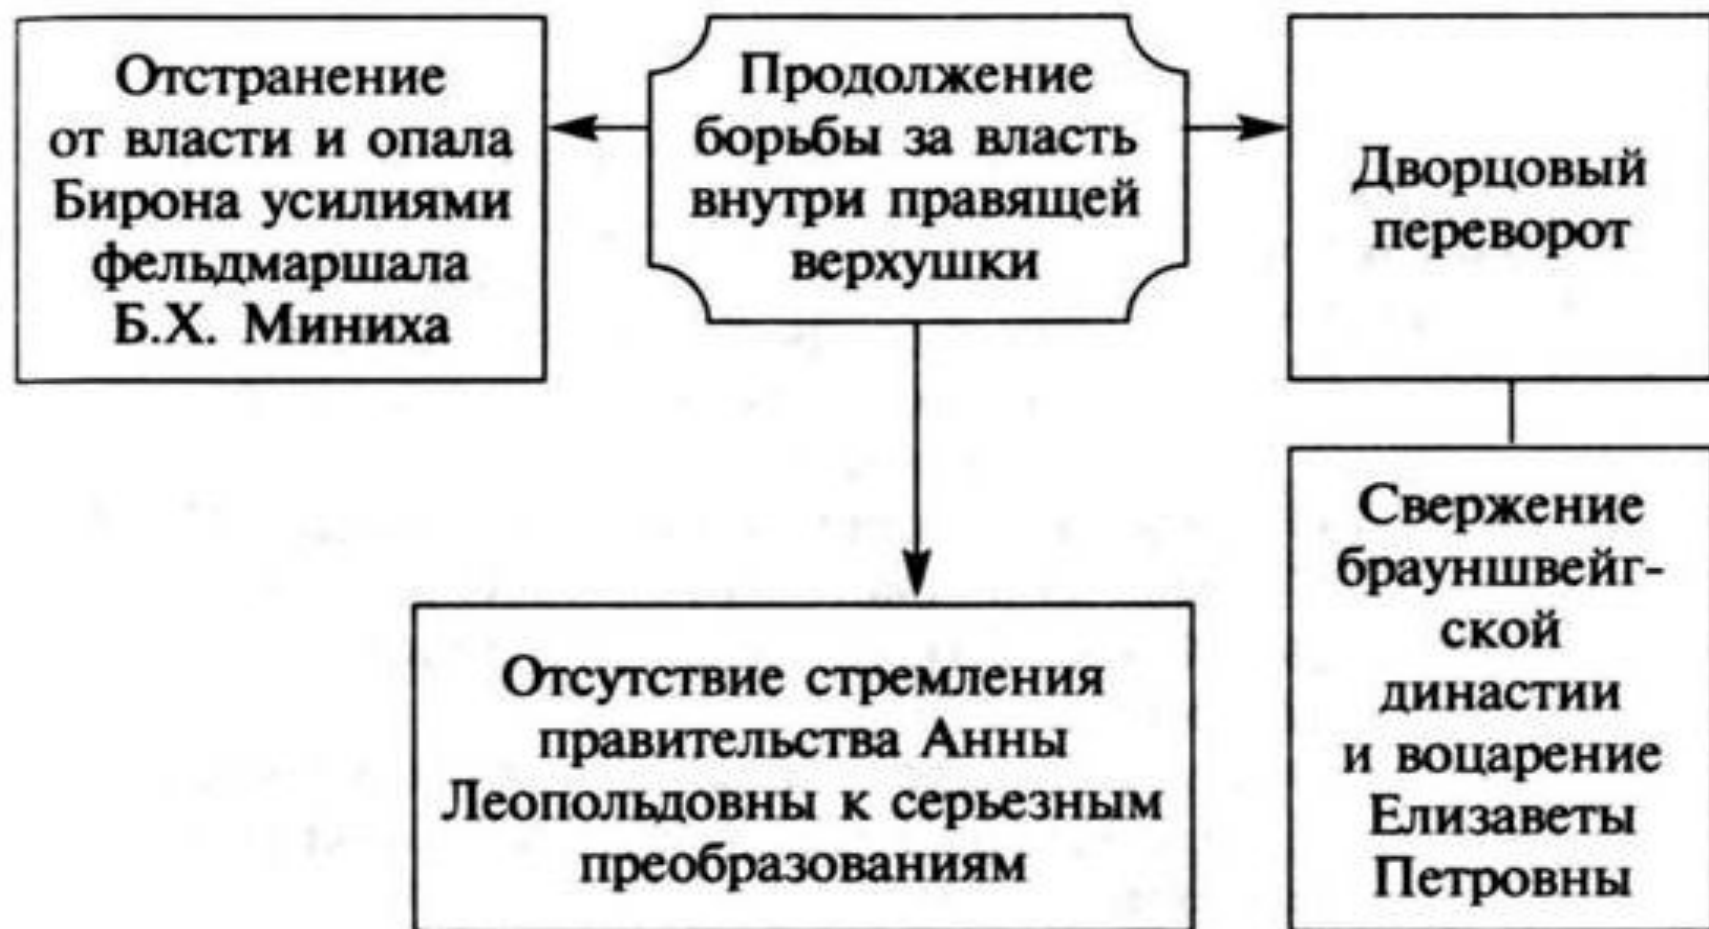 Отстранение
от власти и опала
Бирона усилиями
фельдмаршала
Б.Х. Миниха
Продолжение
борьбы за власть
внутри правящей
верхушки
Дворцовый
переворот
Отсутствие стремления
правительства Анны
Леопольдовны к серьезным
преобразованиям
Свержение
брауншвейг-
ской
династии
и воцарение
Елизаветы
Петровны